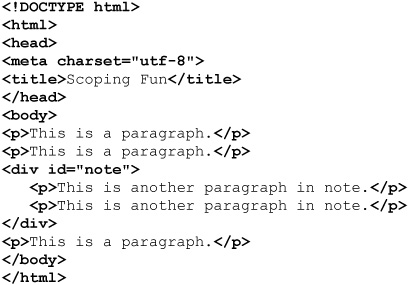 <!DOCTYPE html>
<html>
<head>
<meta charset="utf-8">
<title>Scoping Fun</title>
</head>
<body>
<p>This is a paragraph.</p>
<p>This is a paragraph.</p>
<div id="note">
   <p>This is another paragraph in note.</p>
   <p>This is another paragraph in note.</p>
</div>
<p>This is a paragraph.</p>
</body>
</html>